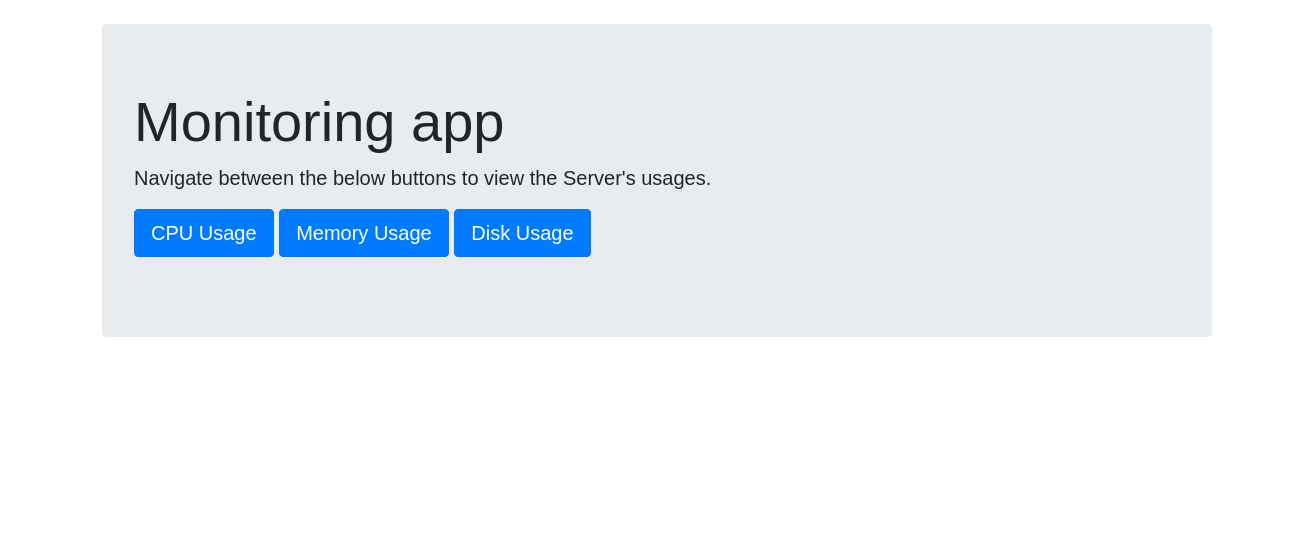 Monitoring app
Navigate between the below buttons to view the Server's usages.
CPU Usage Memory Usage Disk Usage